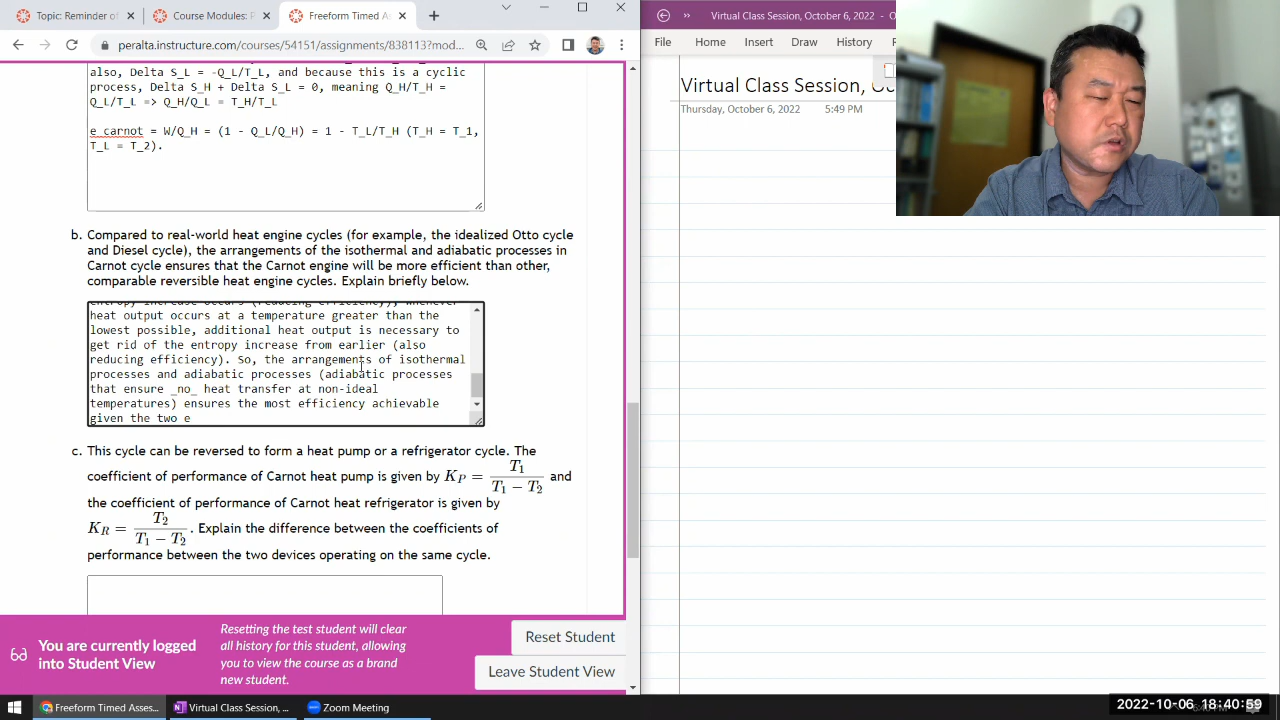 Topic: Reminder of
Course Modules: P
Freeform Timed As
peralta.instructure.com/courses/54151/assignments/838113?mod...
also, Delta S_L = -Q_L/T_L, and because this is a cyclic
process, Delta S_H + Delta S_L = 0, meaning Q_H/T_H =
Q_L/T_L => Q_H/Q_L = T_H/T_L
e_carnot = W/Q_H = (1 - Q_L/Q_H) = 1 - T_L/T_H (T_H = T_1,
T_L = T_2).
b. Compared to real-world heat engine cycles (for example, the idealized Otto cycle
and Diesel cycle), the arrangements of the isothermal and adiabatic processes in
Carnot cycle ensures that the Carnot engine will be more efficient than other,
comparable reversible heat engine cycles. Explain briefly below.
entropy increase occurs (reducing efficiency), whenever
heat output occurs at a temperature greater than the
lowest possible, additional heat output is necessary to
get rid of the entropy increase from earlier (also
reducing efficiency). So, the arrangements of isothermal
processes and adiabatic processes (adiabatic processes
that ensure _no_ heat transfer at non-ideal
temperatures) ensures the most efficiency achievable
given the two e
c. This cycle can be reversed to form a heat pump or a refrigerator cycle. The
coefficient of performance of Carnot heat pump is given by K_P = T_1/(T_1 − T_2) and
the coefficient of performance of Carnot heat refrigerator is given by
K_R = T_2/(T_1 − T_2). Explain the difference between the coefficients of
performance between the two devices operating on the same cycle.
You are currently logged
into Student View
Resetting the test student will clear
all history for this student, allowing
you to view the course as a brand
new student.
Reset Student
Leave Student View
Virtual Class Session, October 6, 2022 - O
File Home Insert Draw History
Virtual Class Session, Oc
Thursday, October 6, 2022 5:49 PM
Freeform Timed Asses...
Virtual Class Session, ...
Zoom Meeting
2022-10-06 18:40:59